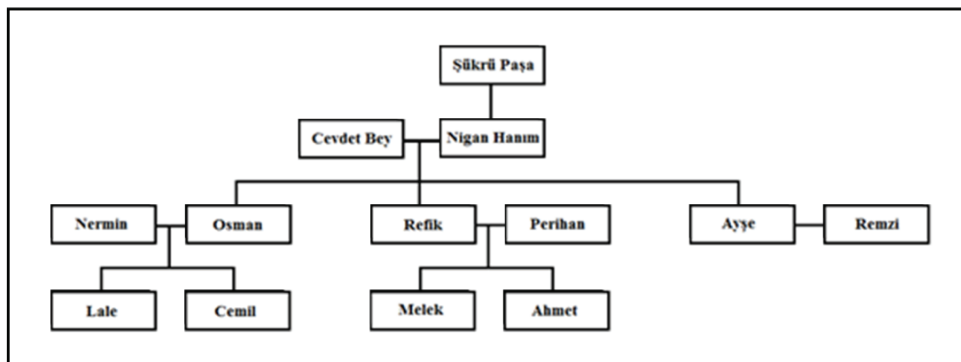 Şükrü Paşa
Cevdet Bey
Nigan Hanım
Nermin
Osman
Refik
Perihan
Ayşe
Remzi
Lale
Cemil
Melek
Ahmet